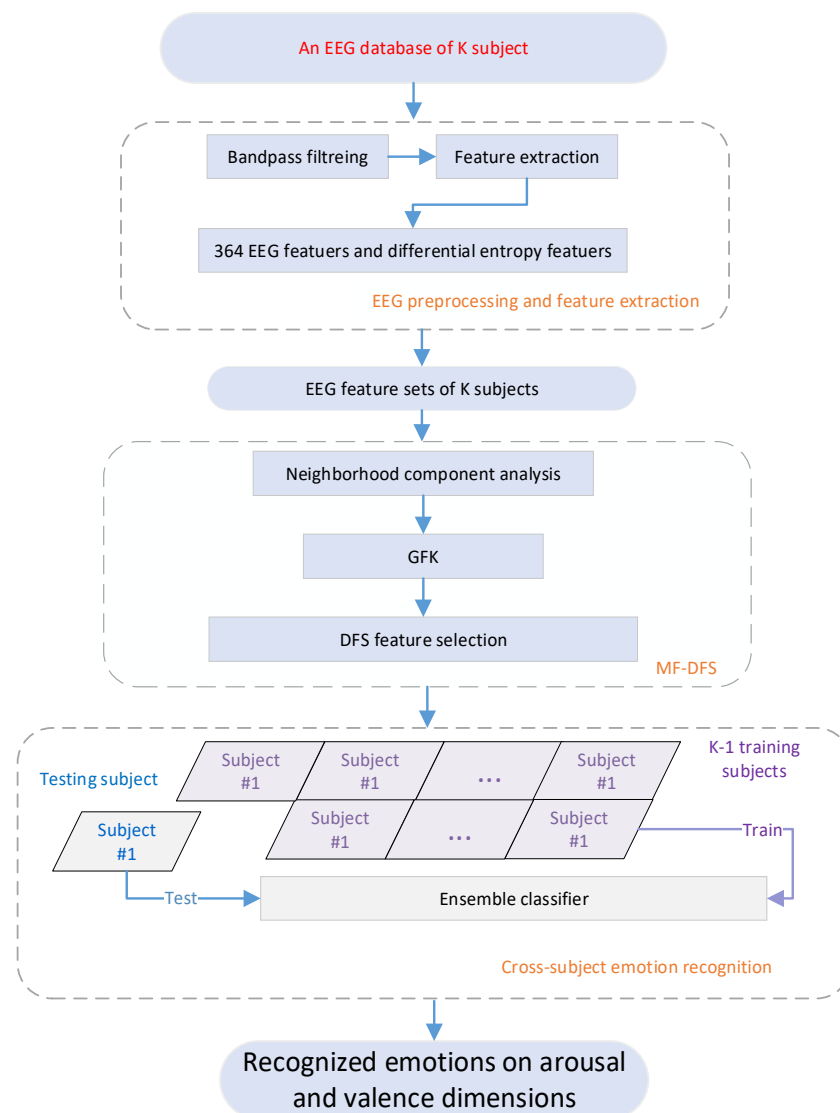 An EEG database of K subject
Bandpass filtreing
Feature extraction
364 EEG featuers and differential entropy featuers
EEG preprocessing and feature extraction
EEG feature sets of K subjects
Neighborhood component analysis
GFK
DFS feature selection
MF-DFS
Testing subject
Subject
#1
Subject
#1
...
Subject
#1
K-1 training
subjects
Subject
#1
Subject
#1
...
Subject
#1
Train
Test
Ensemble classifier
Cross-subject emotion recognition
Recognized emotions on arousal
and valence dimensions